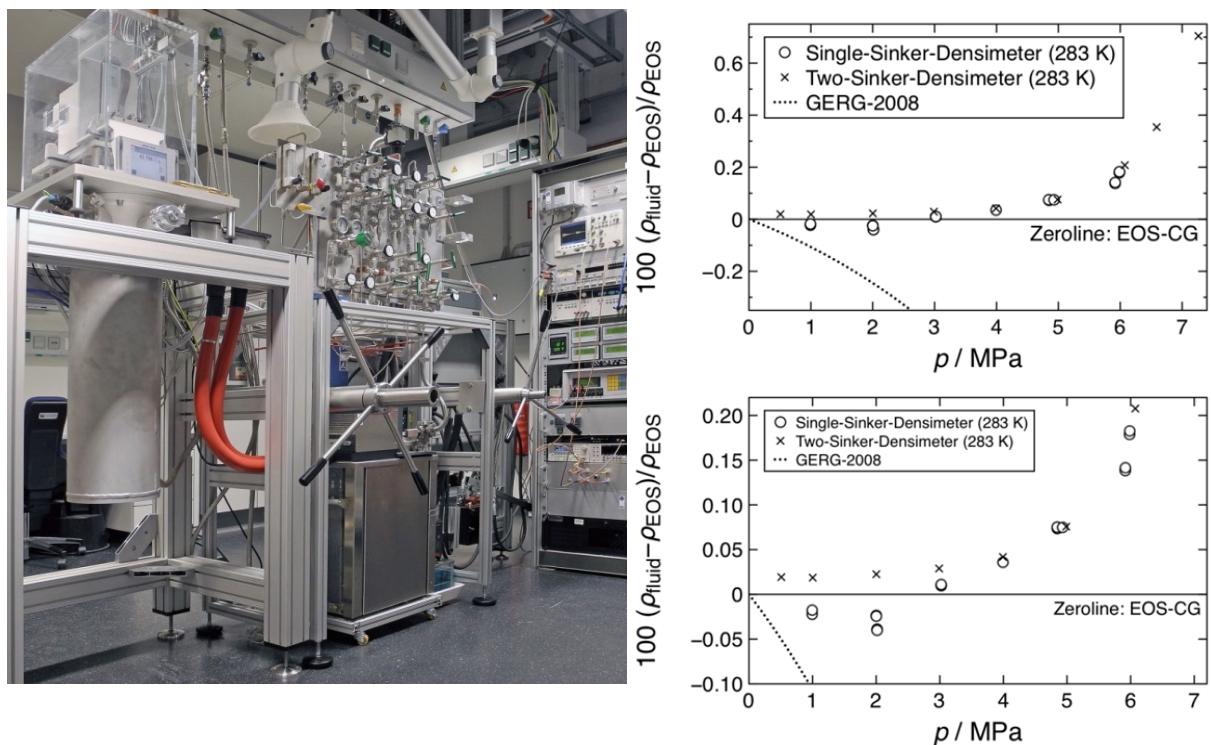 100 (ρfluid−ρEOS)/ρEOS
0.6
0.4
0.2
0
−0.2
Single-Sinker-Densimeter (283 K)
Two-Sinker-Densimeter (283 K)
GERG-2008
Zeroline: EOS-CG
0 1 2 3 4 5 6 7
p / MPa
100 (ρfluid−ρEOS)/ρEOS
0.20
0.15
0.10
0.05
0
−0.05
−0.10
Single-Sinker-Densimeter (283 K)
Two-Sinker-Densimeter (283 K)
GERG-2008
Zeroline: EOS-CG
0 1 2 3 4 5 6 7
p / MPa